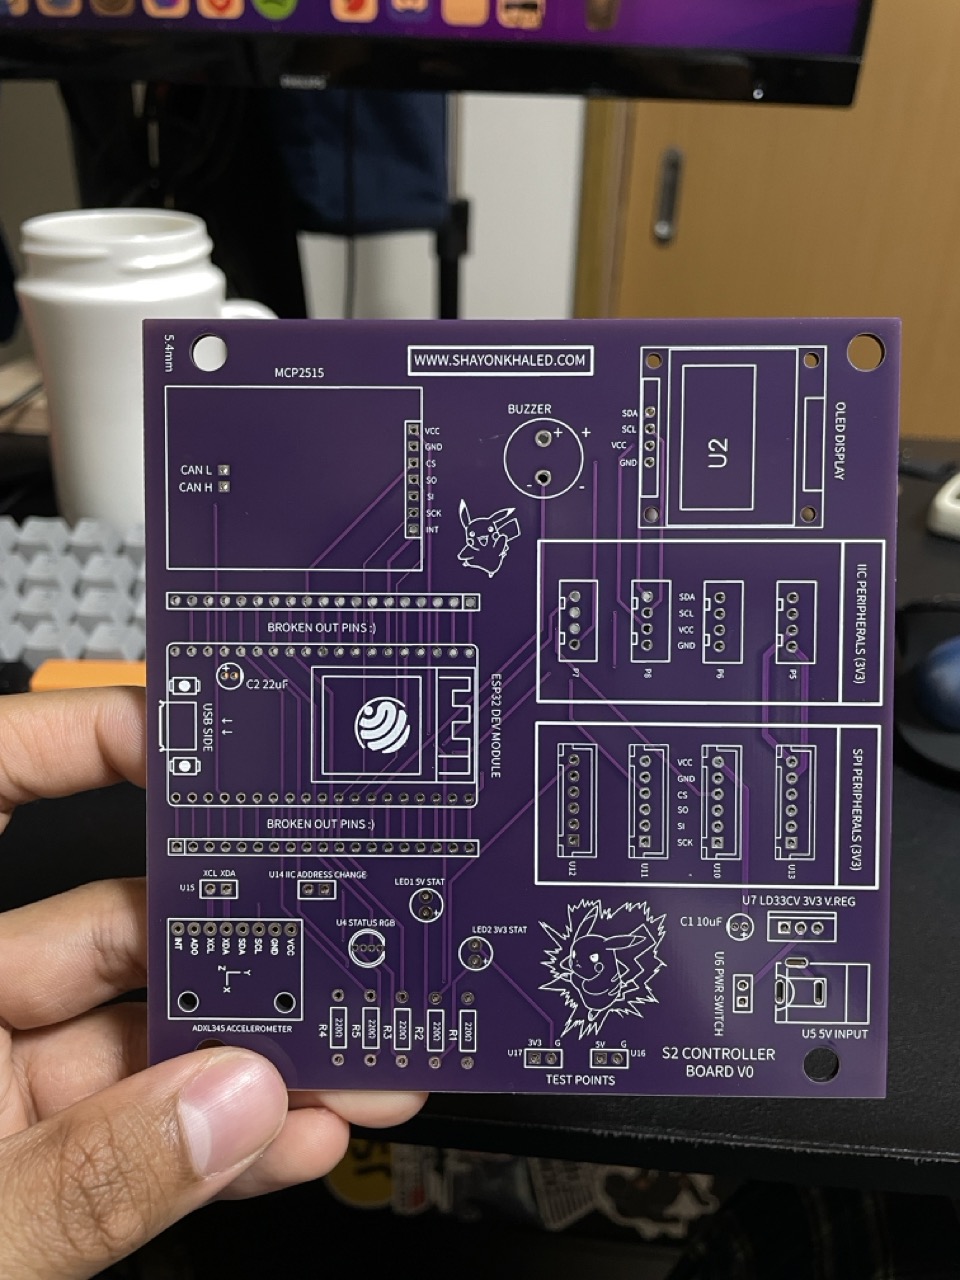 5.4mm
WWW.SHAYONKHALED.COM
MCP2515
VCC
GND
CS
SO
SI
SCK
INT
CAN L
CAN H
BUZZER
+ +
- -
SDA
SCL
VCC
GND
U2
OLED DISPLAY
BROKEN OUT PINS :)
+
C2 22uF
USB SIDE
↑↑
ESP32 DEV MODULE
BROKEN OUT PINS :)
IIC PERIPHERALS (3V3)
SDA
SCL
VCC
GND
P7
P8
P6
P5
SPI PERIPHERALS (3V3)
VCC
GND
CS
SO
SI
SCK
U12
U11
U10
U13
XCL XDA
U15
U14 IIC ADDRESS CHANGE
LED1 5V STAT
+
U4 STATUS RGB
LED2 3V3 STAT
+
INT
ADO
XCL
XDA
SDA
SCL
GND
VCC
Z
Y
X
ADXL345 ACCELEROMETER
R4
220Ω
R5
220Ω
R3
220Ω
R2
220Ω
R1
220Ω
U7 LD33CV 3V3 V.REG
C1 10uF
+
U6 PWR SWITCH
U5 5V INPUT
3V3 G
U17
5V G
U16
TEST POINTS
S2 CONTROLLER
BOARD V0